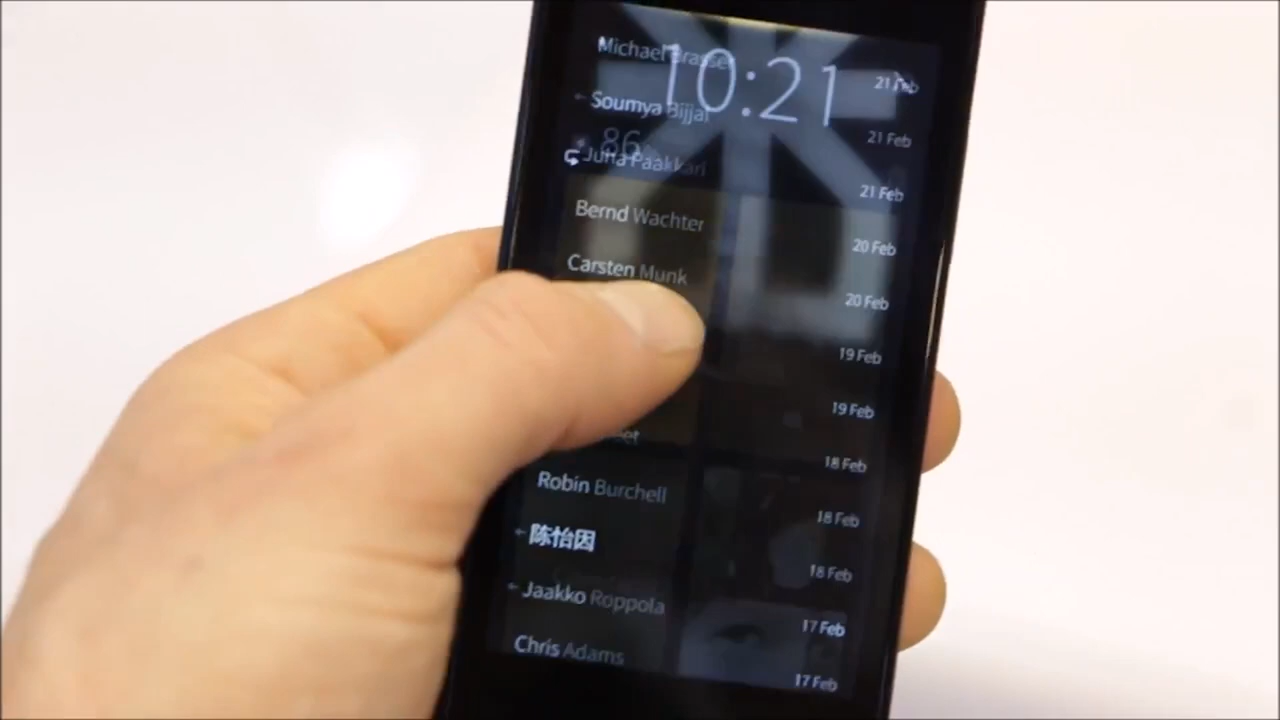 10:21
Michael Brasser 21 Feb
← Soumya Bijjal 21 Feb
86
Juha Paakkari 21 Feb
Bernd Wachter 20 Feb
Carsten Munk 20 Feb
19 Feb
19 Feb
18 Feb
Robin Burchell 18 Feb
← 陈怡因 18 Feb
← Jaakko Roppola 17 Feb
Chris Adams 17 Feb